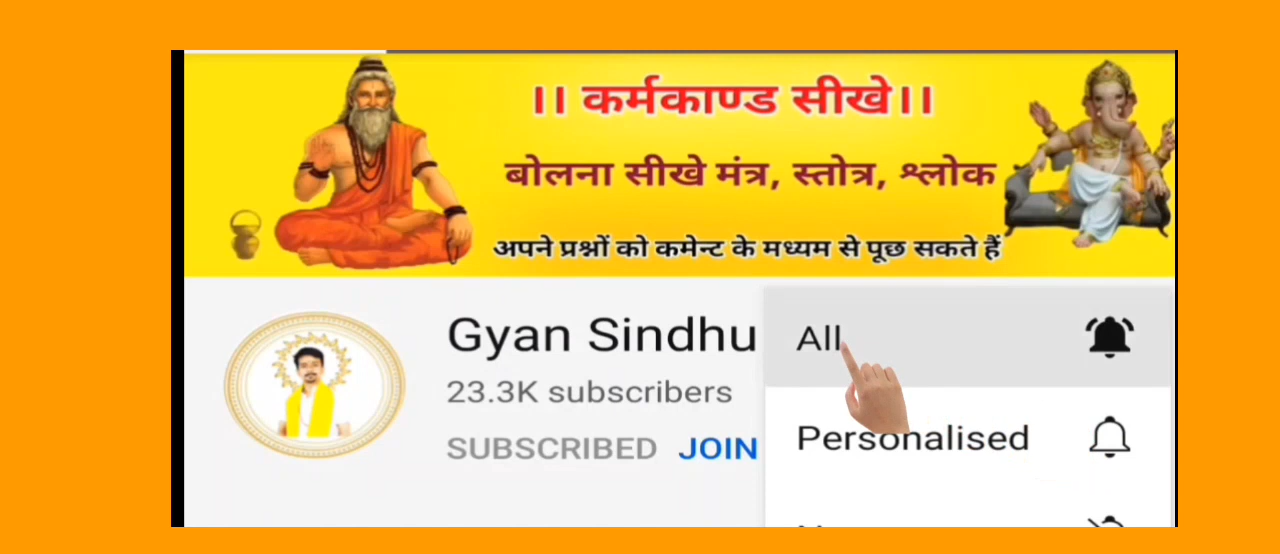 ।। कर्मकाण्ड सीखे।।
बोलना सीखे मंत्र, स्तोत्र, श्लोक
अपने प्रश्नों को कमेन्ट के मध्यम से पूछ सकते हैं
Gyan Sindhu
23.3K subscribers
SUBSCRIBED JOIN
All
Personalised